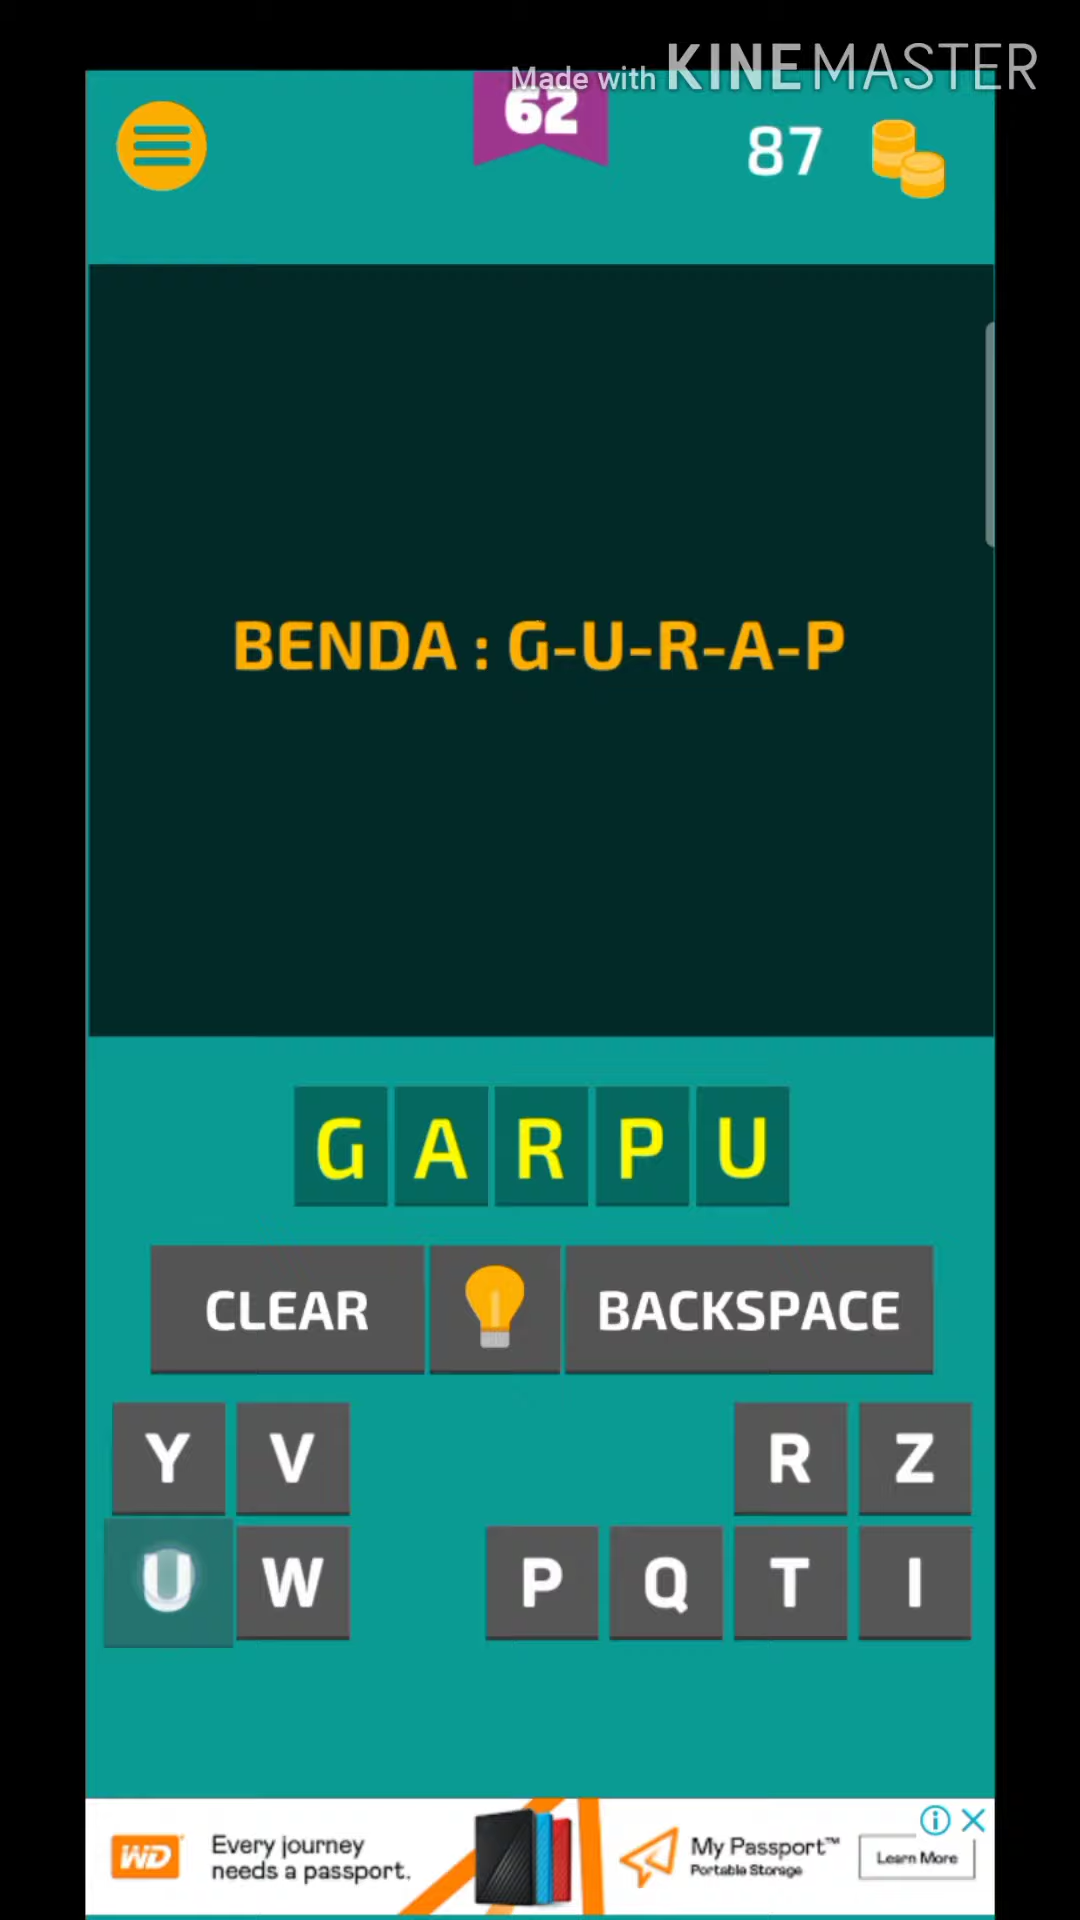 Made with KINEMASTER
62
87
BENDA : G-U-R-A-P
G A R P U
CLEAR BACKSPACE
Y V R Z
U W P Q T I
WD Every journey needs a passport.
My Passport™
Portable Storage
Learn More